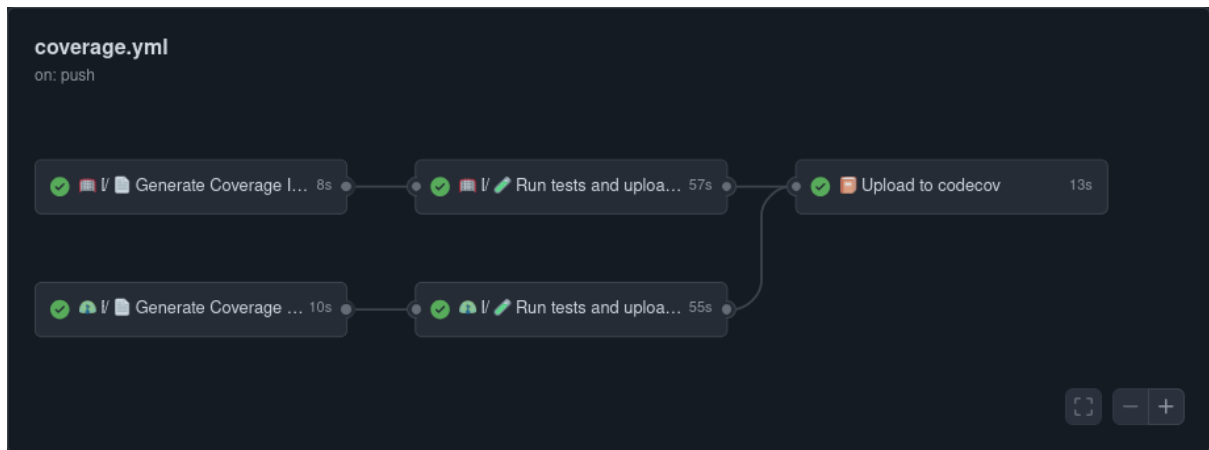 coverage.yml
on: push
🥅 I/ 📄 Generate Coverage I... 8s
🥅 I/ 🧪 Run tests and uploa... 57s
📔 Upload to codecov 13s
I/ 📄 Generate Coverage ... 10s
I/ 🧪 Run tests and uploa... 55s